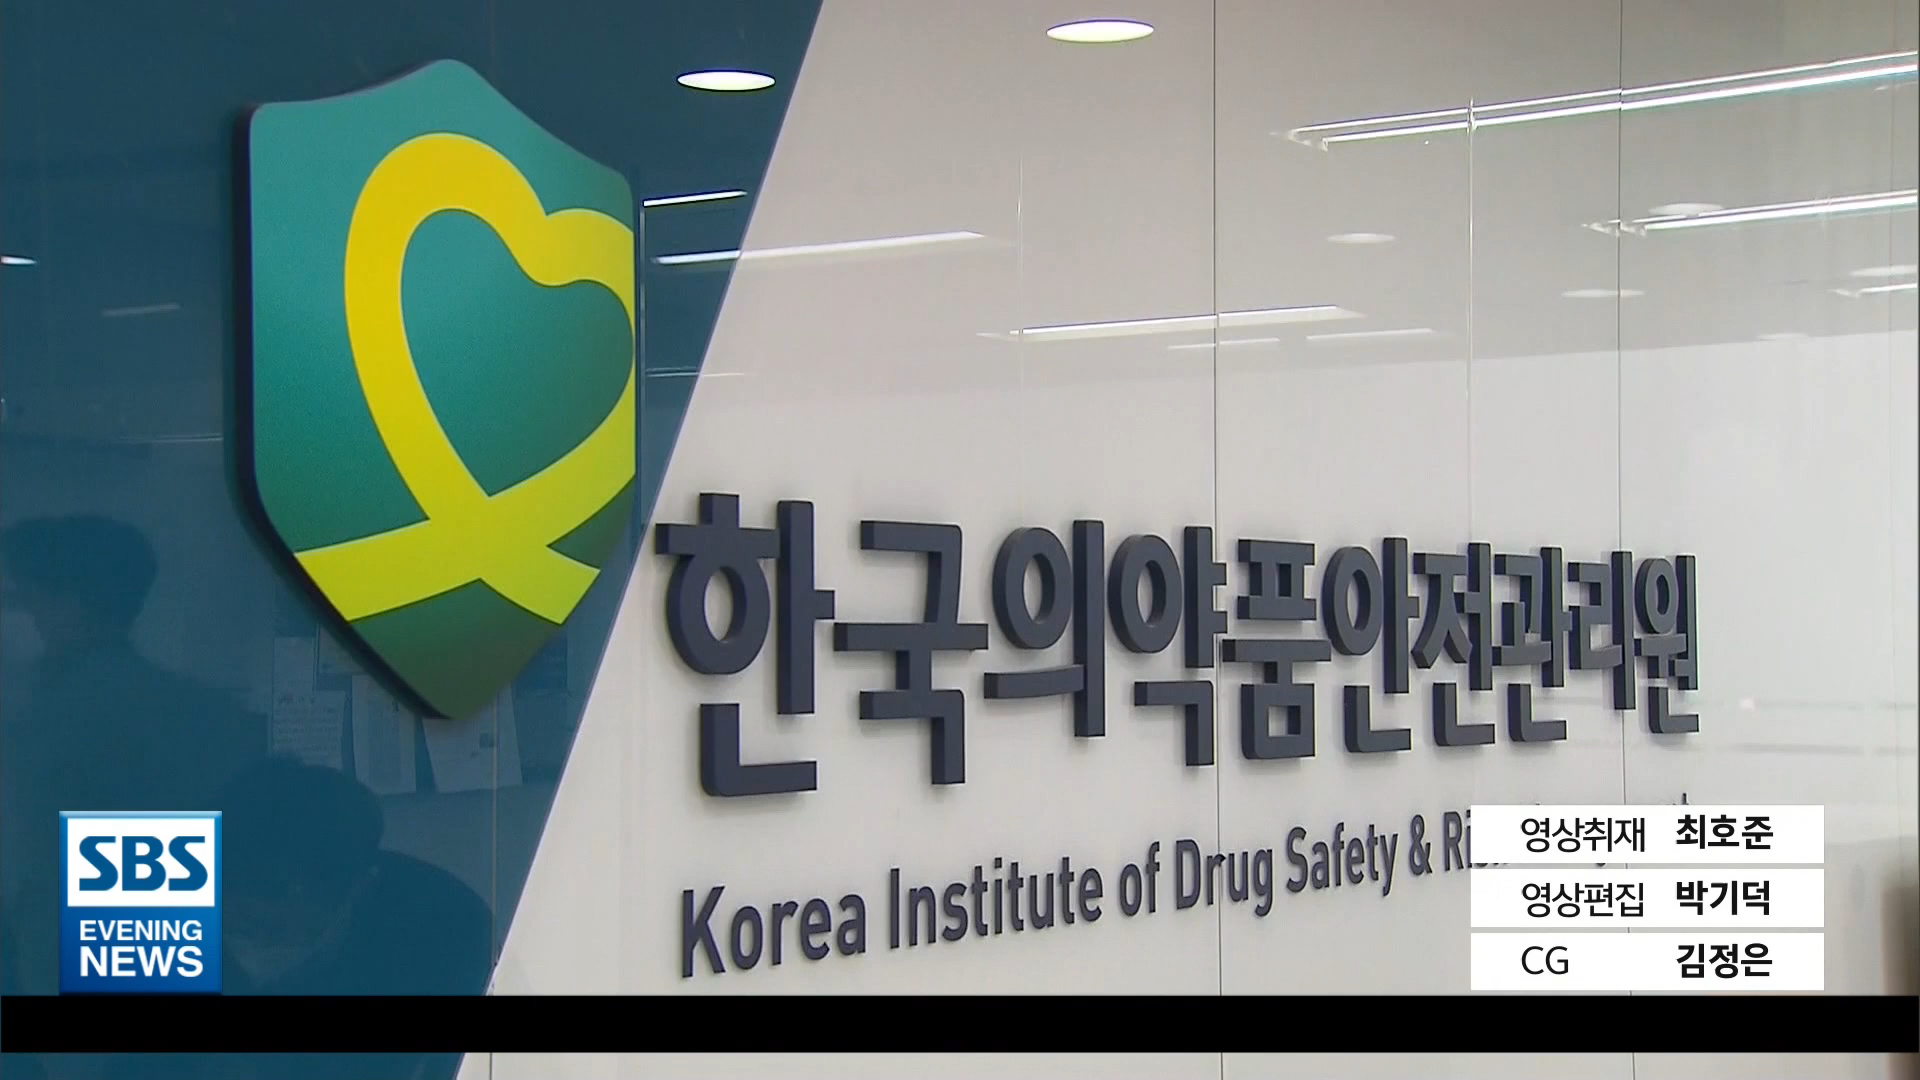 한국의약품안전관리원
Korea Institute of Drug Safety &
영상취재 최호준
영상편집 박기덕
CG 김정은
SBS
EVENING
NEWS